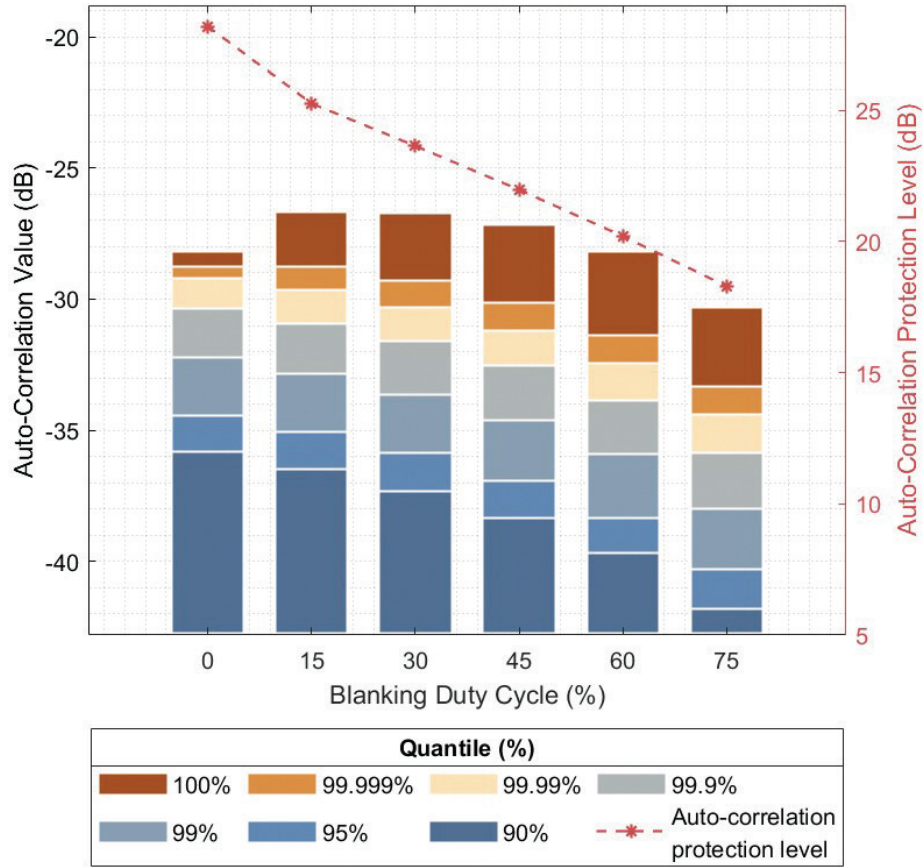 Auto-Correlation Value (dB)
-20
-25
-30
-35
-40
25
20
15
10
5
Auto-Correlation Protection Level (dB)
0 15 30 45 60 75
Blanking Duty Cycle (%)
Quantile (%)
100% 99.999% 99.99% 99.9%
99% 95% 90% Auto-correlation
protection level